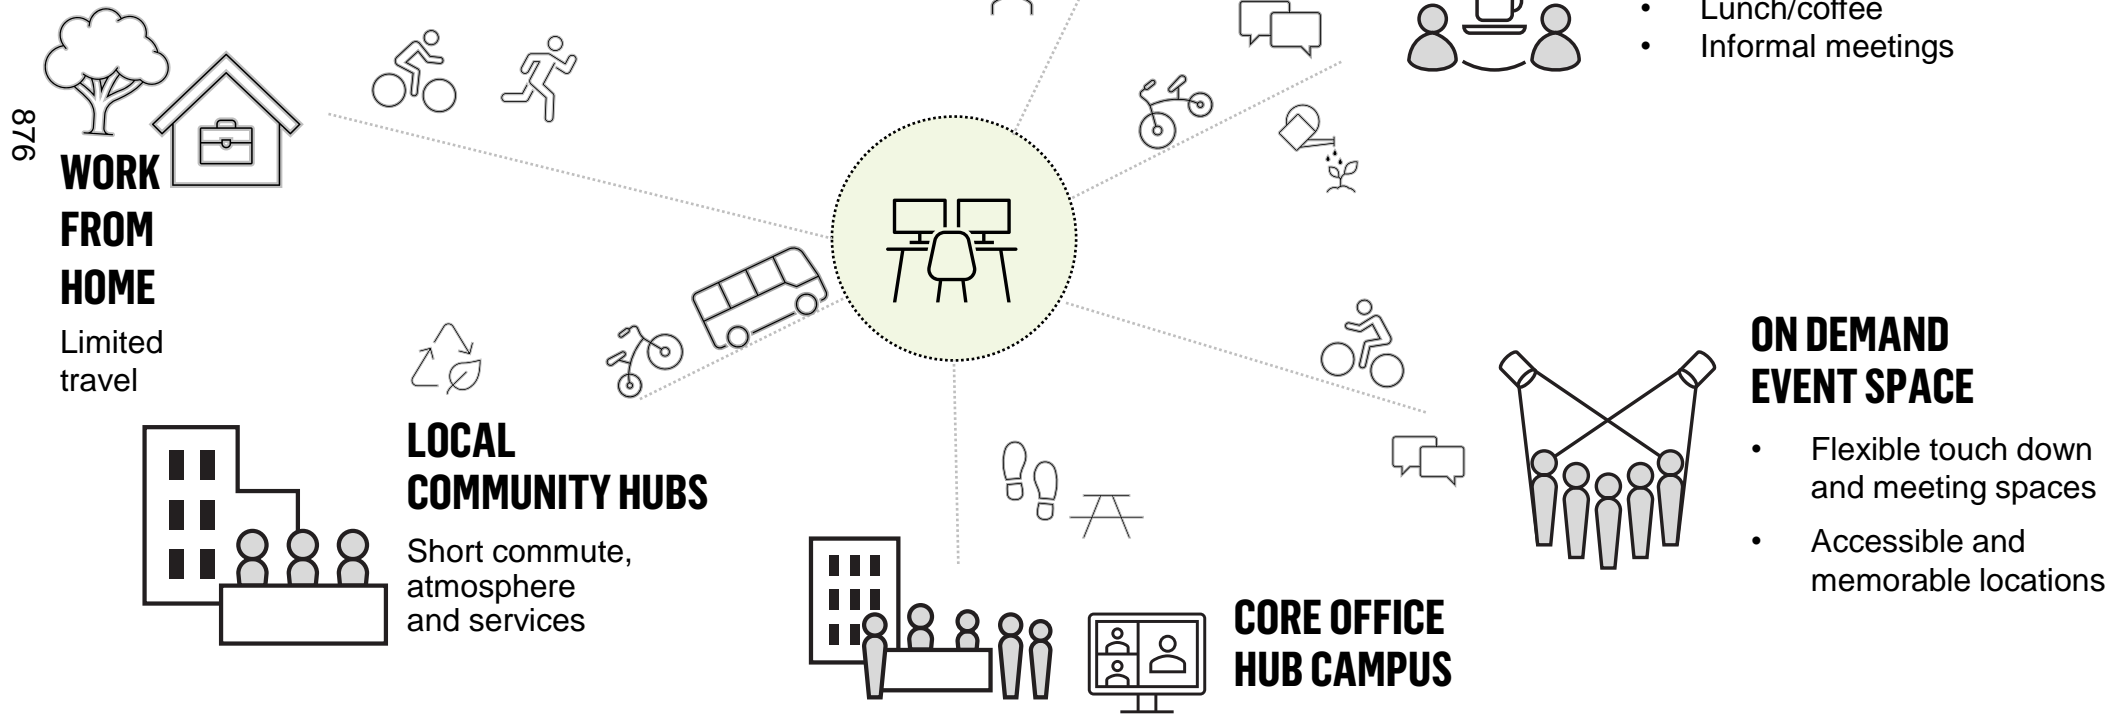 • Lunch/coffee
• Informal meetings
876
WORK
FROM
HOME
Limited
travel
LOCAL
COMMUNITY HUBS
Short commute,
atmosphere
and services
CORE OFFICE
HUB CAMPUS
ON DEMAND
EVENT SPACE
• Flexible touch down
and meeting spaces
• Accessible and
memorable locations